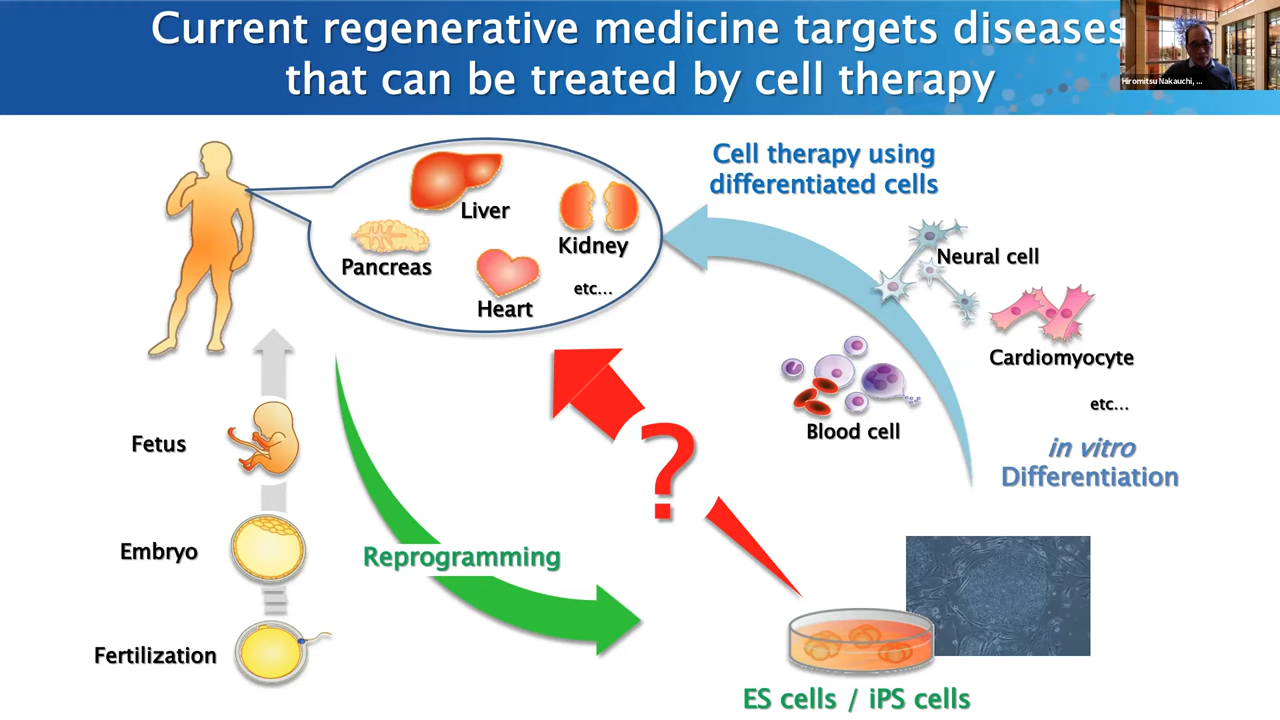 Current regenerative medicine targets diseases
that can be treated by cell therapy
Hiromitsu Nakauchi, ...
Cell therapy using
differentiated cells
Liver
Kidney
Pancreas
Heart
etc...
Neural cell
Cardiomyocyte
etc...
Blood cell
in vitro
Differentiation
Fetus
?
Embryo
Reprogramming
Fertilization
ES cells / iPS cells